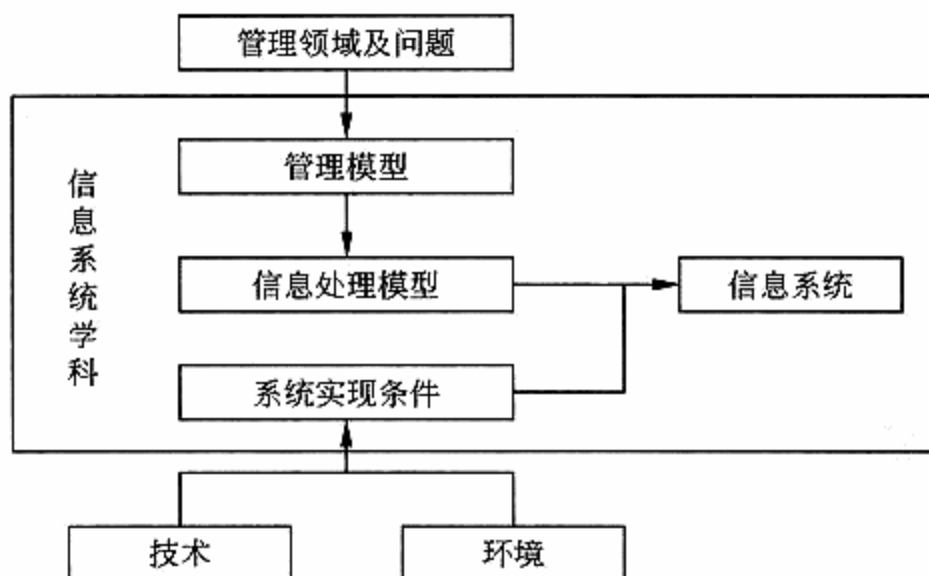 管理领域及问题
管理模型
信息系统学科
信息处理模型
信息系统
系统实现条件
技术
环境